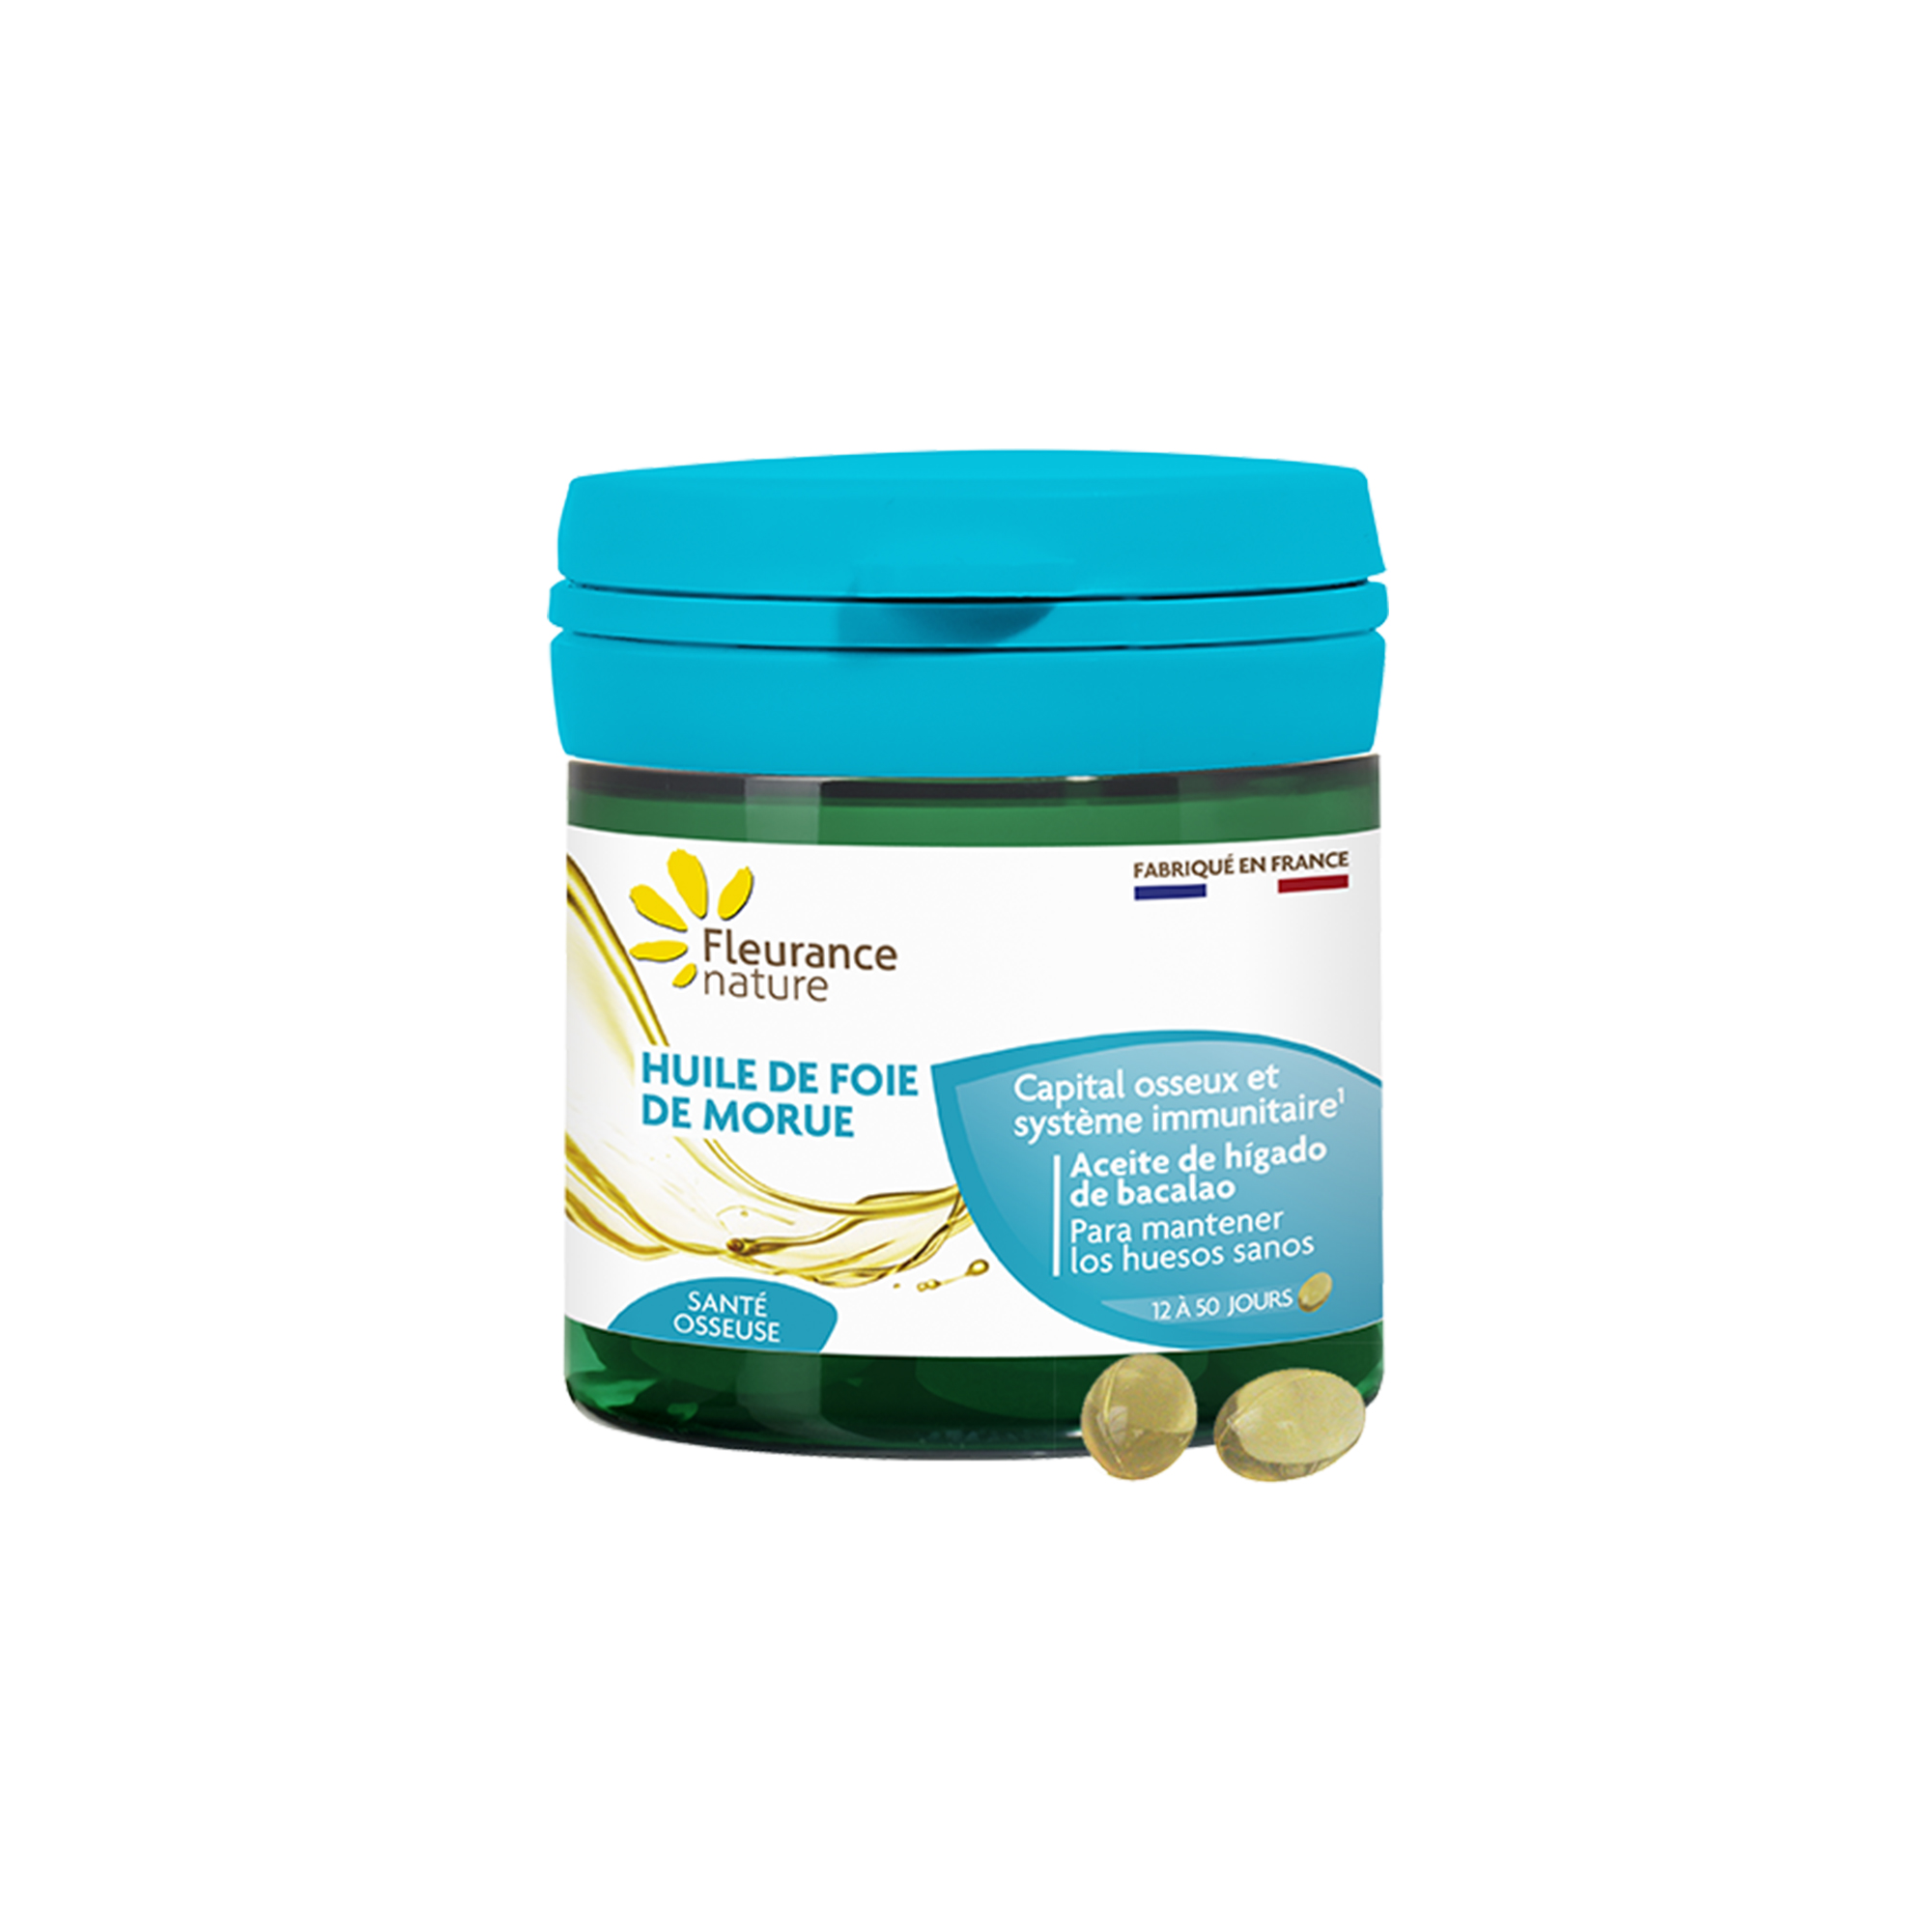 FABRIQUÉ EN FRANCE
Fleurance
nature
HUILE DE FOIE
DE MORUE
Capital osseux et
système immunitaire¹
Aceite de hígado
de bacalao
Para mantener
los huesos sanos
12 À 50 JOURS
SANTÉ
OSSEUSE